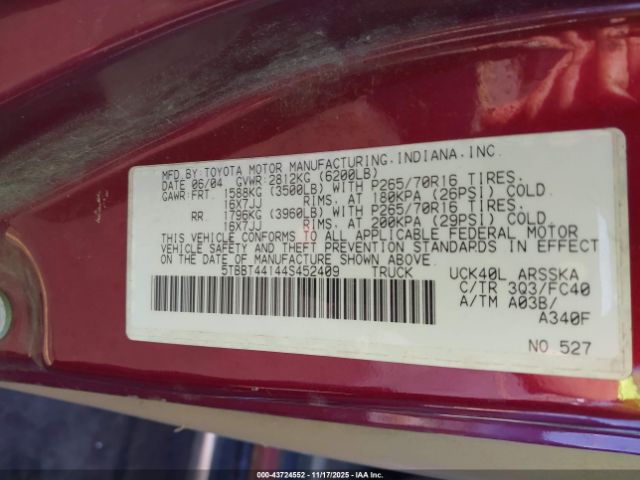 MFD.BY TOYOTA MOTOR MANUFACTURING.INDIANA.INC.
DATE 06/04 GVWR 2812KG (6200LB)
GAWR:FRT. 1588KG (3500LB) WITH P265/70R16 TIRES.
16X7JJ RIMS. AT 180KPA (26PSI) COLD
RR 1796KG (3960LB) WITH P265/70R16 TIRES.
16X7JJ RIMS. AT 200KPA (29PSI) COLD
THIS VEHICLE CONFORMS TO ALL APPLICABLE FEDERAL MOTOR
VEHICLE SAFETY AND THEFT PREVENTION STANDARDS IN EFFECT
ON THE DATE OF MANUFACTURE SHOWN ABOVE.
5TBBT44144S452409 TRUCK UCK40L ARSSKA
C/TR 3Q3/FC40
A/TM A03B/
A340F
NO.527
000-43724552 | 11/17/2025 - IAAI.COM